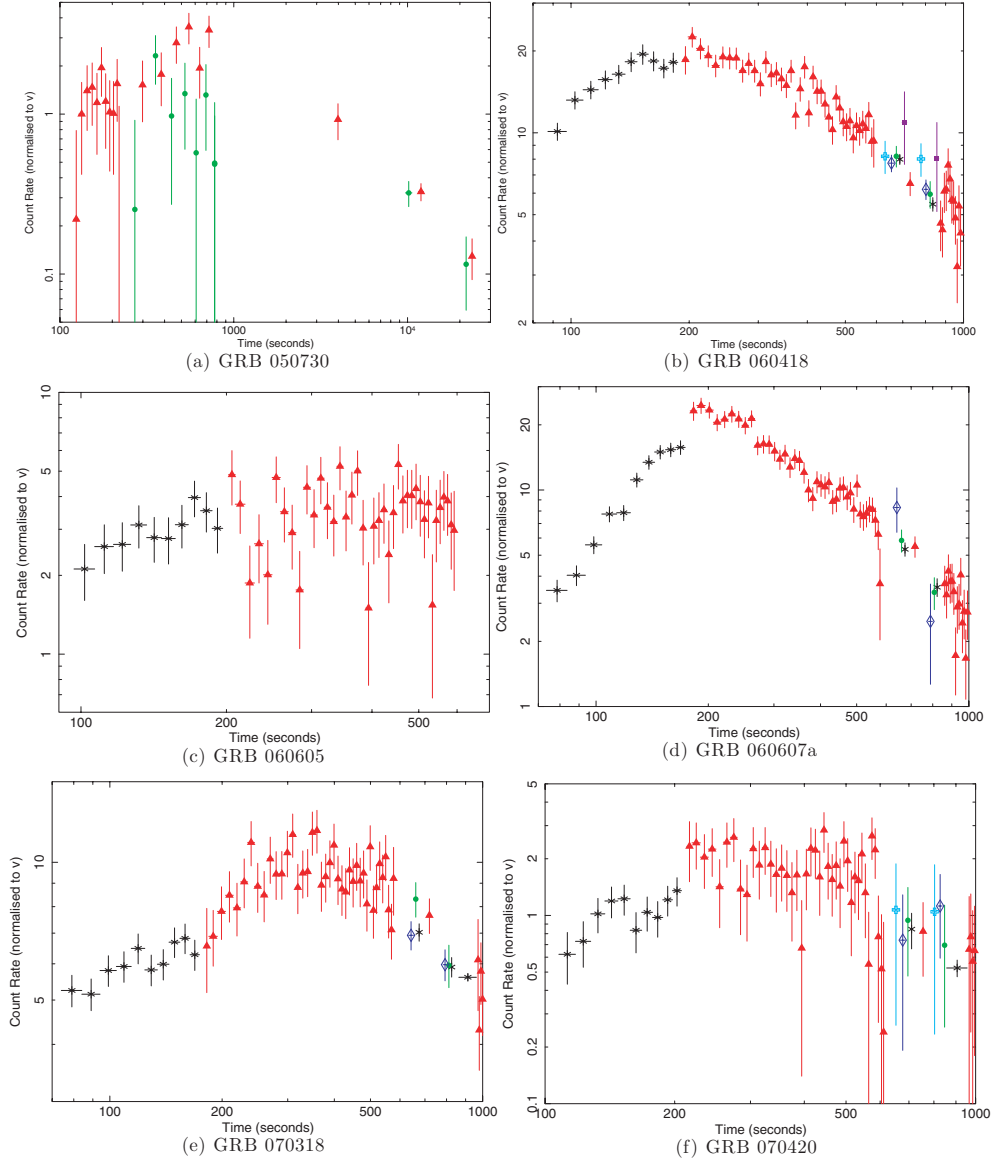 Count Rate (normalised to v)
1
0.1
100
1000
10⁴
Time (seconds)
(a) GRB 050730
Count Rate (normalised to v)
20
10
5
2
100
200
500
1000
Time (seconds)
(b) GRB 060418
Count Rate (normalised to v)
10
5
2
1
100
200
500
Time (seconds)
(c) GRB 060605
Count Rate (normalised to v)
20
10
5
2
1
100
200
500
1000
Time (seconds)
(d) GRB 060607a
Count Rate (normalised to v)
10
5
100
200
500
1000
Time (seconds)
(e) GRB 070318
Count Rate (normalised to v)
5
2
1
0.5
0.2
0.1
100
200
500
1000
Time (seconds)
(f) GRB 070420